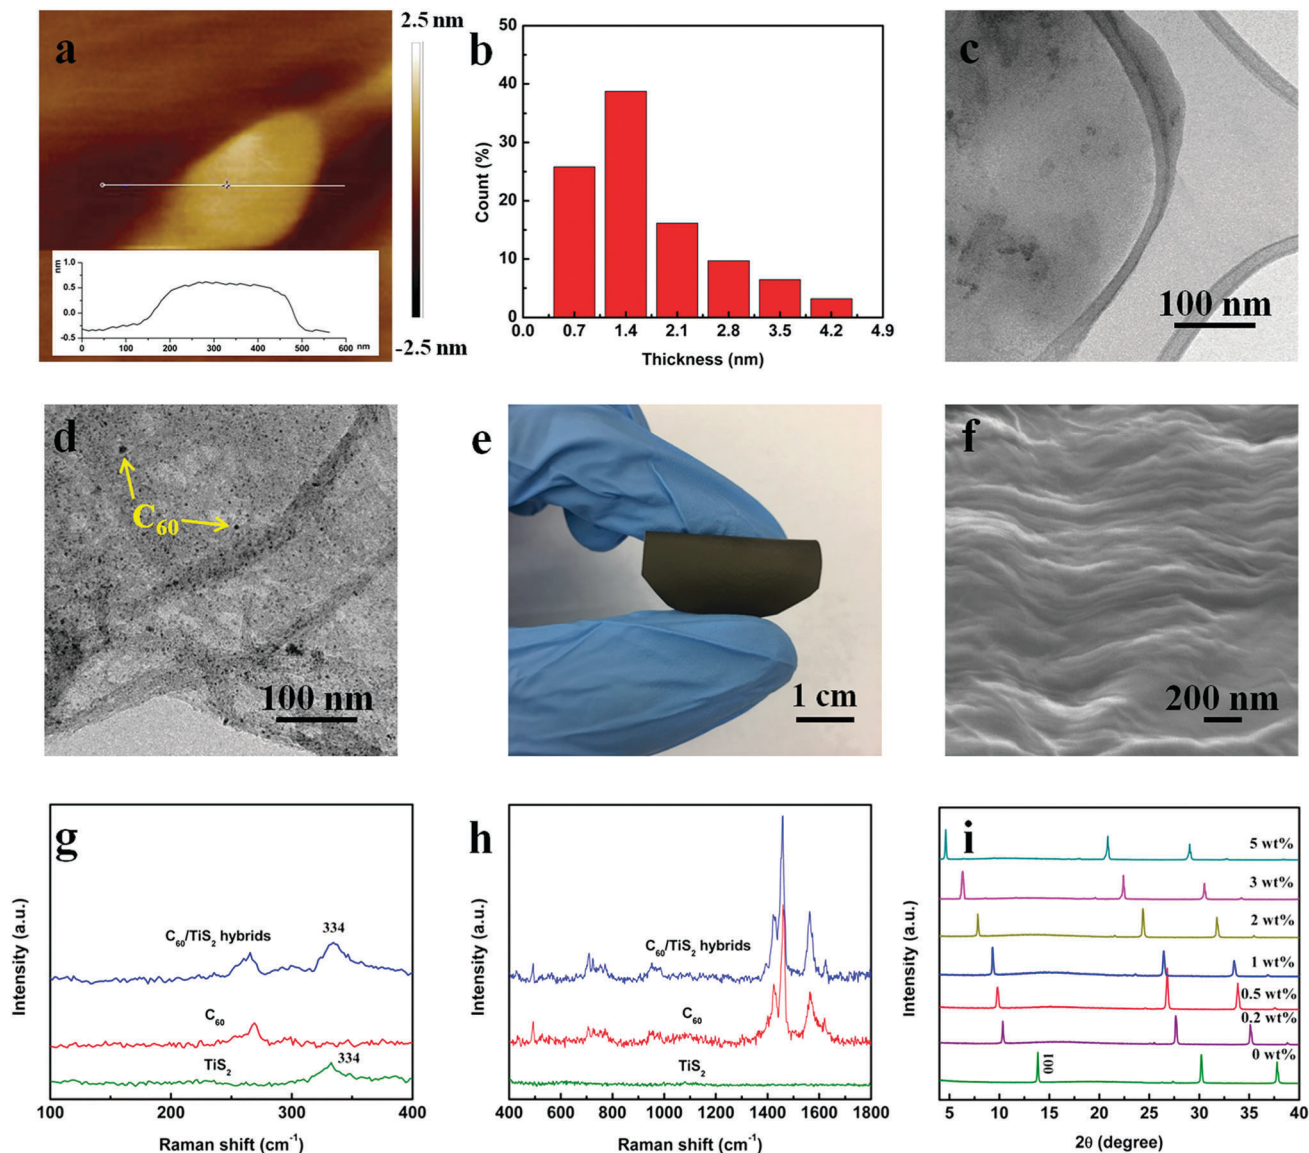 a
2.5 nm
-2.5 nm
nm
1.0
0.5
0.0
-0.5
0 100 200 300 400 500 nm 600
b
Count (%)
50
40
30
20
10
0
0.0 0.7 1.4 2.1 2.8 3.5 4.2 4.9
Thickness (nm)
c
100 nm
d
C60
100 nm
e
1 cm
f
200 nm
g
Intensity (a.u.)
C60/TiS2 hybrids
334
C60
TiS2
334
100 200 300 400
Raman shift (cm-1)
h
Intensity (a.u.)
C60/TiS2 hybrids
C60
TiS2
400 600 800 1000 1200 1400 1600 1800
Raman shift (cm-1)
i
Intensity (a.u.)
5 wt%
3 wt%
2 wt%
1 wt%
0.5 wt%
0.2 wt%
0 wt%
001
5 10 15 20 25 30 35 40
2θ (degree)